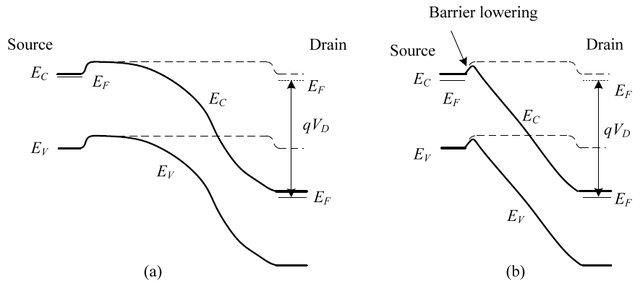 Source
Drain
E_C
E_F
E_F
E_C
qV_D
E_V
E_V
E_F
(a)
Barrier lowering
Source
Drain
E_C
E_F
E_F
E_C
qV_D
E_V
E_V
E_F
(b)